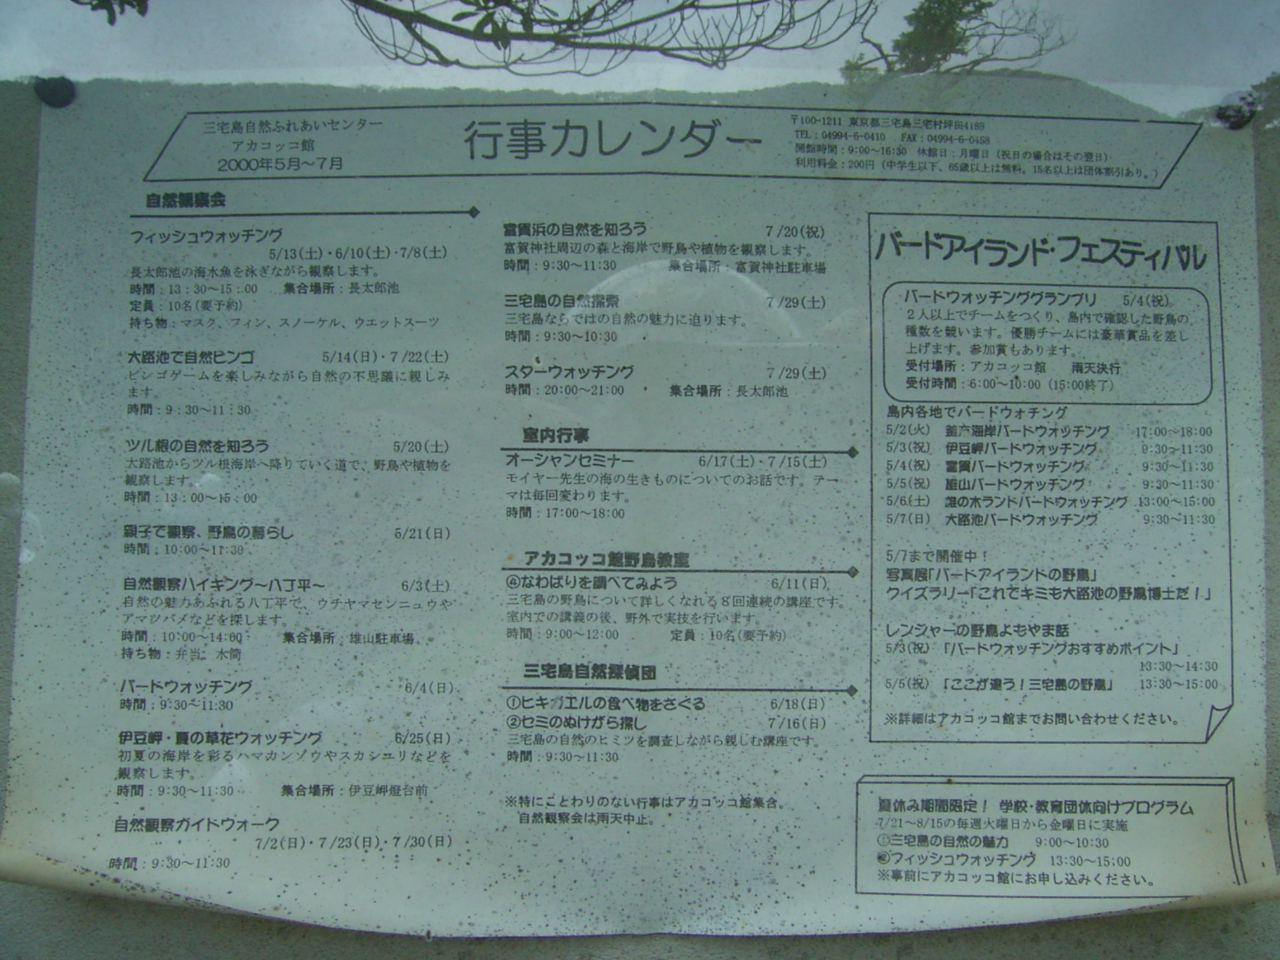 三宅島自然ふれあいセンター
アカコッコ館
2000年5月～7月
行事カレンダー
〒100-1211 東京都三宅島三宅村坪田4188
TEL：04994-6-0410 FAX：04994-6-0458
開館時間：9:00～16:30 休館日：月曜日（祝日の場合はその翌日）
利用料金：200円（中学生以下、65歳以上は無料。15名以上は団体割引あり。）
自然観察会
フィッシュウォッチング
5/13(土)・6/10(土)・7/8(土)
長太郎池の海水魚を泳ぎながら観察します。
時間：13：30～15：00 集合場所：長太郎池
定員：10名(要予約)
持ち物：マスク、フィン、スノーケル、ウエットスーツ
大路池で自然ビンゴ 5/14(日)・7/22(土)
ビンゴゲームを楽しみながら自然の不思議に親しみ
ます。
時間：9：30～11：30
ツル根の自然を知ろう 5/20(土)
大路池からツル根海岸へ降りていく道で、野鳥や植物を
観察します。
時間：13：00～15：00
親子で観察、野鳥の暮らし 5/21(日)
時間：10:00～11:30
自然観察ハイキング～八丁平～ 6/3(土)
自然の魅力あふれる八丁平で、ウチヤマセンニュウや
アマツバメなどを探します。
時間：10:00～14:00 集合場所：雄山駐車場
持ち物：弁当、水筒
バードウォッチング 6/4(日)
時間：9:30～11:30
伊豆岬・夏の草花ウォッチング 6/25(日)
初夏の海岸を彩るハマカンゾウやスカシユリなどを
観察します。
時間：9:30～11:30 集合場所：伊豆岬燈台前
自然観察ガイドウォーク
7/2(日)・7/23(日)・7/30(日)
時間：9:30～11:30
富賀浜の自然を知ろう 7/20(祝)
富賀神社周辺の森と海岸で野鳥や植物を観察します。
時間：9:30～11:30 集合場所：富賀神社駐車場
三宅島の自然探索 7/29(土)
三宅島ならではの自然の魅力に迫ります。
時間：9:30～10:30
スターウォッチング 7/29(土)
時間：20:00～21:00 集合場所：長太郎池
室内行事
オーシャンセミナー 6/17(土)・7/15(土)
モイヤー先生の海の生きものについてのお話です。テー
マは毎回変わります。
時間：17:00～18:00
アカコッコ館野鳥教室
④なわばりを調べてみよう 6/11(日)
三宅島の野鳥について詳しくなれる８回連続の講座です。
室内での講義の後、野外で実技を行います。
時間：9:00～12:00 定員：10名(要予約)
三宅島自然探偵団
①ヒキガエルの食べ物をさぐる 6/18(日)
②セミのぬけがら探し 7/16(日)
三宅島の自然のヒミツを調査しながら親しむ講座です。
時間：9:30～11:30
※特にことわりのない行事はアカコッコ館集合。
自然観察会は雨天中止。
バードアイランド・フェスティバル
バードウォッチンググランプリ 5/4(祝)
２人以上でチームをつくり、島内で確認した野鳥の
種数を競います。優勝チームには豪華賞品を差し
上げます。参加賞もあります。
受付場所：アカコッコ館 雨天決行
受付時間：6:00～10:00（15:00終了）
島内各地でバードウォチング
5/2(火) 釜方海岸バードウォッチング 17:00～18:00
5/3(祝) 伊豆岬バードウォッチング 9:30～11:30
5/4(祝) 富賀バードウォッチング 9:30～11:30
5/5(祝) 雄山バードウォッチング 9:30～11:30
5/6(土) 椎の木ランドバードウォッチング 13:00～15:00
5/7(日) 大路池バードウォッチング 9:30～11:30
5/7まで開催中！
写真展「バードアイランドの野鳥」
クイズラリー「これでキミも大路池の野鳥博士だ！」
レンジャーの野鳥よもやま話
5/3(祝) 「バードウォッチングおすすめポイント」
13:30～14:30
5/5(祝) 「ここが違う！三宅島の野鳥」 13:30～15:00
※詳細はアカコッコ館までお問い合わせください。
夏休み期間限定！ 学校・教育団体向けプログラム
7/21～8/15の毎週火曜日から金曜日に実施
①三宅島の自然の魅力 9:00～10:30
②フィッシュウォッチング 13:30～15:00
※事前にアカコッコ館にお申し込みください。